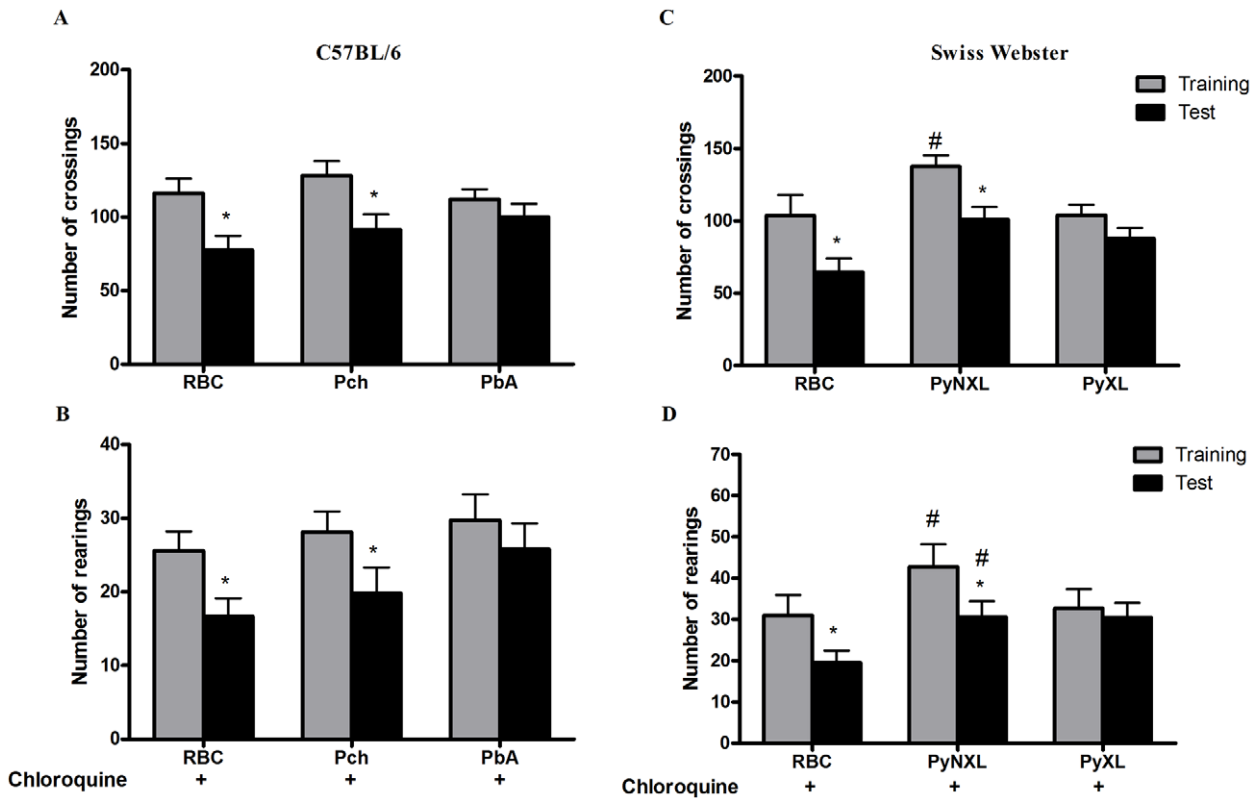 A
C57BL/6
Number of crossings
200
150
100
50
0
*
*
RBC
Pch
PbA
B
Number of rearings
40
30
20
10
0
*
*
RBC
Pch
PbA
Chloroquine + + +
C
Swiss Webster
Training
Test
Number of crossings
200
150
100
50
0
*
#
*
RBC
PyNXL
PyXL
D
Training
Test
Number of rearings
70
60
50
40
30
20
10
0
*
#
#
*
RBC
PyNXL
PyXL
Chloroquine + + +